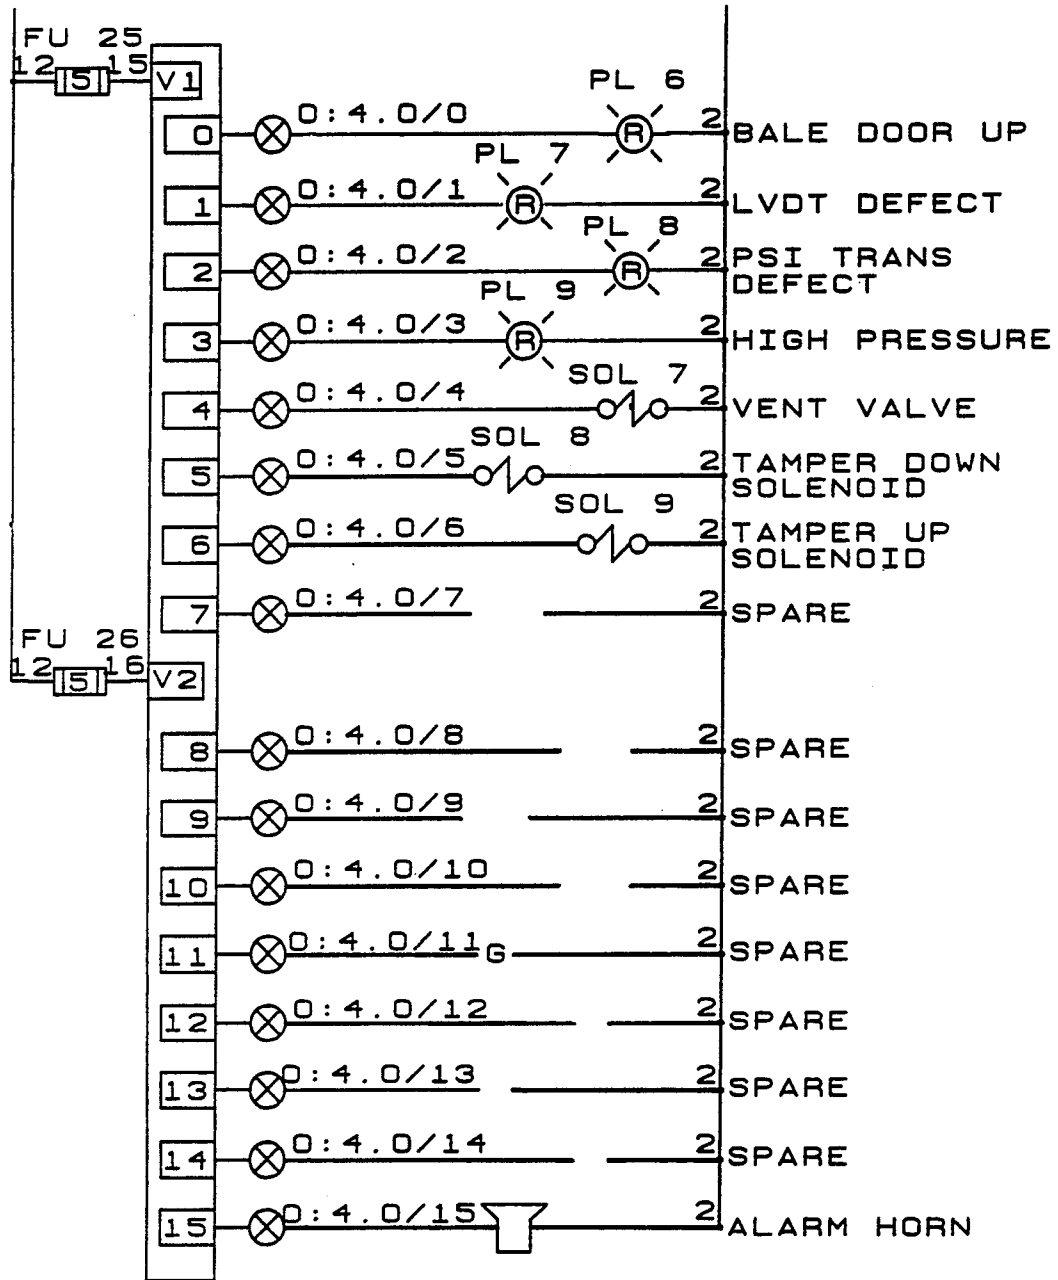 FU 25
12 |5| 15 V1
PL 6
0 O:4.0/0 R 2 BALE DOOR UP
PL 7
1 O:4.0/1 R 2 LVDT DEFECT
PL 8
2 O:4.0/2 R 2 PSI TRANS
DEFECT
PL 9
3 O:4.0/3 R 2 HIGH PRESSURE
SOL 7
4 O:4.0/4 2 VENT VALVE
SOL 8
5 O:4.0/5 2 TAMPER DOWN
SOLENOID
SOL 9
6 O:4.0/6 2 TAMPER UP
SOLENOID
7 O:4.0/7 2 SPARE
FU 26
12 |5| 16 V2
8 O:4.0/8 2 SPARE
9 O:4.0/9 2 SPARE
10 O:4.0/10 2 SPARE
11 O:4.0/11 G 2 SPARE
12 O:4.0/12 2 SPARE
13 O:4.0/13 2 SPARE
14 O:4.0/14 2 SPARE
15 O:4.0/15 2 ALARM HORN